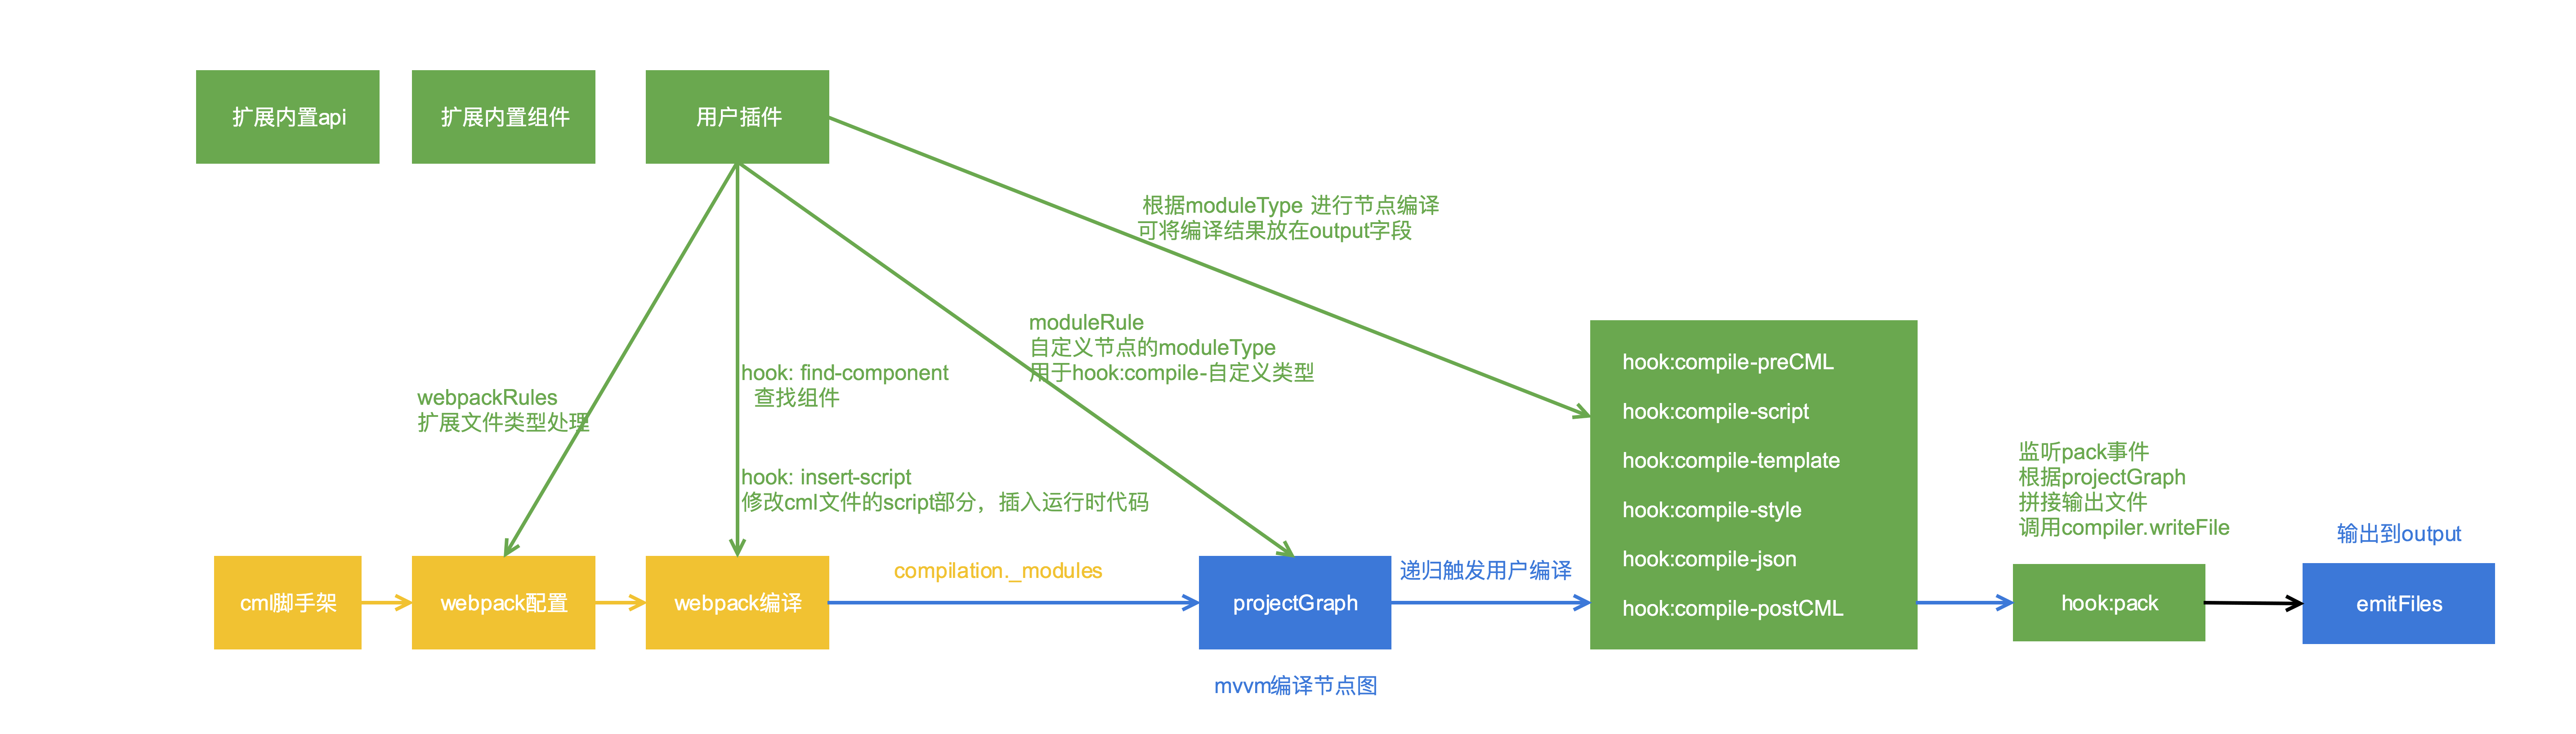 扩展内置api
扩展内置组件
用户插件
根据moduleType 进行节点编译
可将编译结果放在output字段
moduleRule
自定义节点的moduleType
用于hook:compile-自定义类型
hook: find-component
查找组件
webpackRules
扩展文件类型处理
hook: insert-script
修改cml文件的script部分，插入运行时代码
hook:compile-preCML
hook:compile-script
hook:compile-template
hook:compile-style
hook:compile-json
hook:compile-postCML
监听pack事件
根据projectGraph
拼接输出文件
调用compiler.writeFile
输出到output
cml脚手架
webpack配置
webpack编译
compilation._modules
projectGraph
递归触发用户编译
hook:pack
emitFiles
mvvm编译节点图